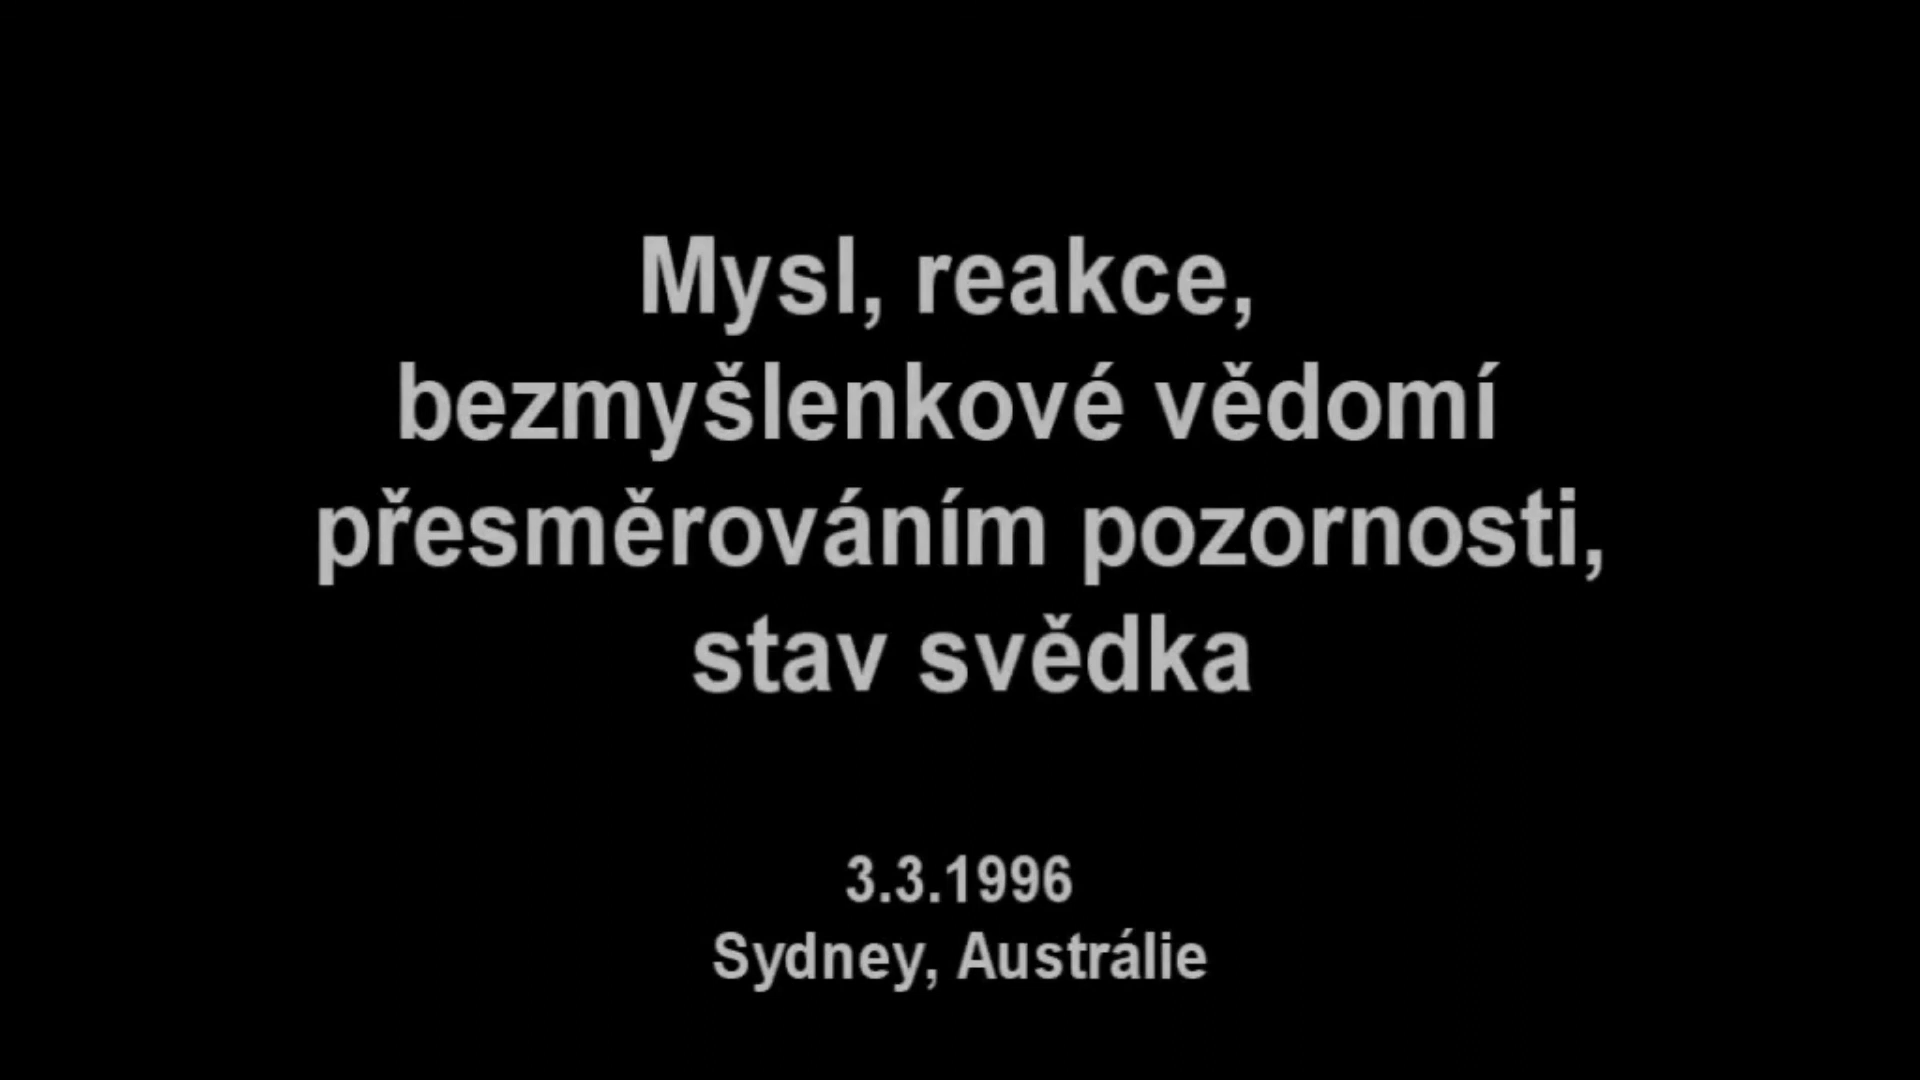 Mysl, reakce,
bezmyšlenkové vědomí
přesměrováním pozornosti,
stav svědka
3.3.1996
Sydney, Austrálie